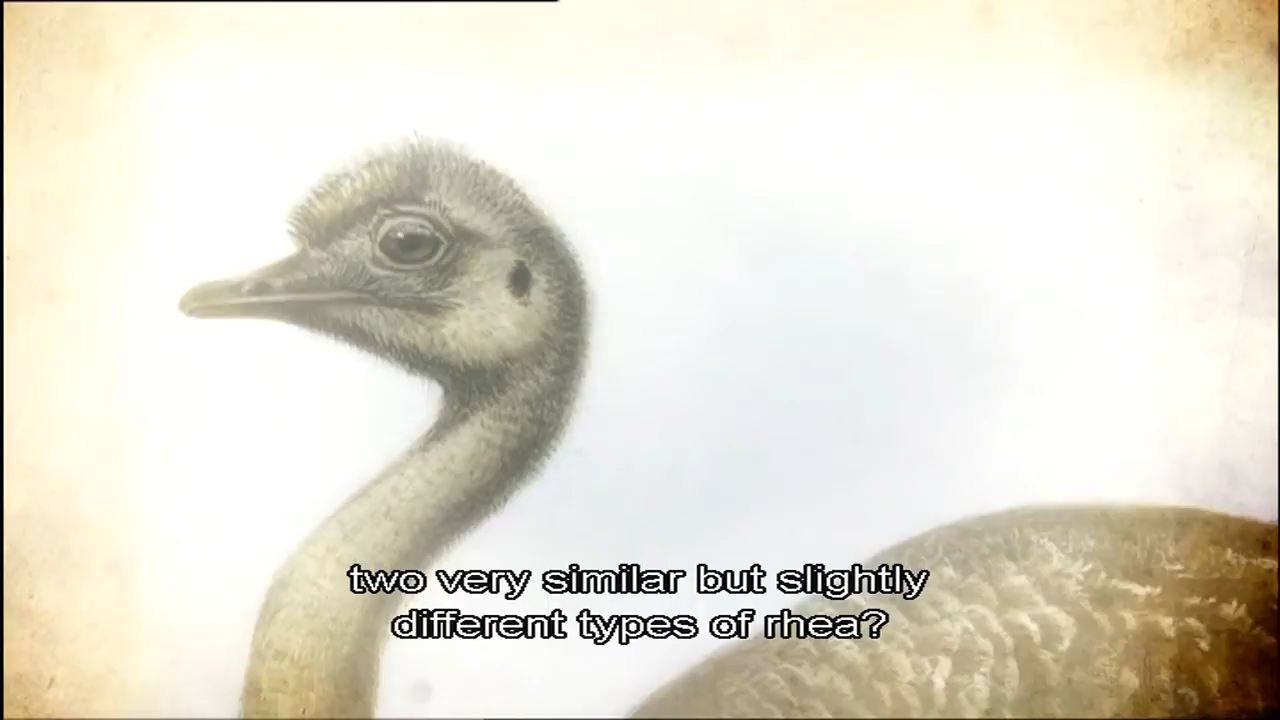 two very similar but slightly
different types of rhea?